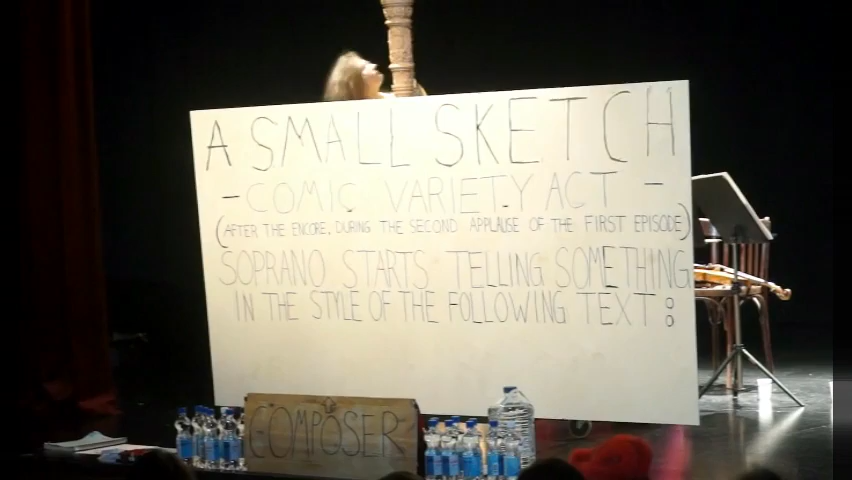 A SMALL SKETCH
- COMIC VARIETY ACT -
(AFTER THE ENCORE, DURING THE SECOND APPLAUSE OF THE FIRST EPISODE)
SOPRANO STARTS TELLING SOMETHING
IN THE STYLE OF THE FOLLOWING TEXT:
COMPOSER